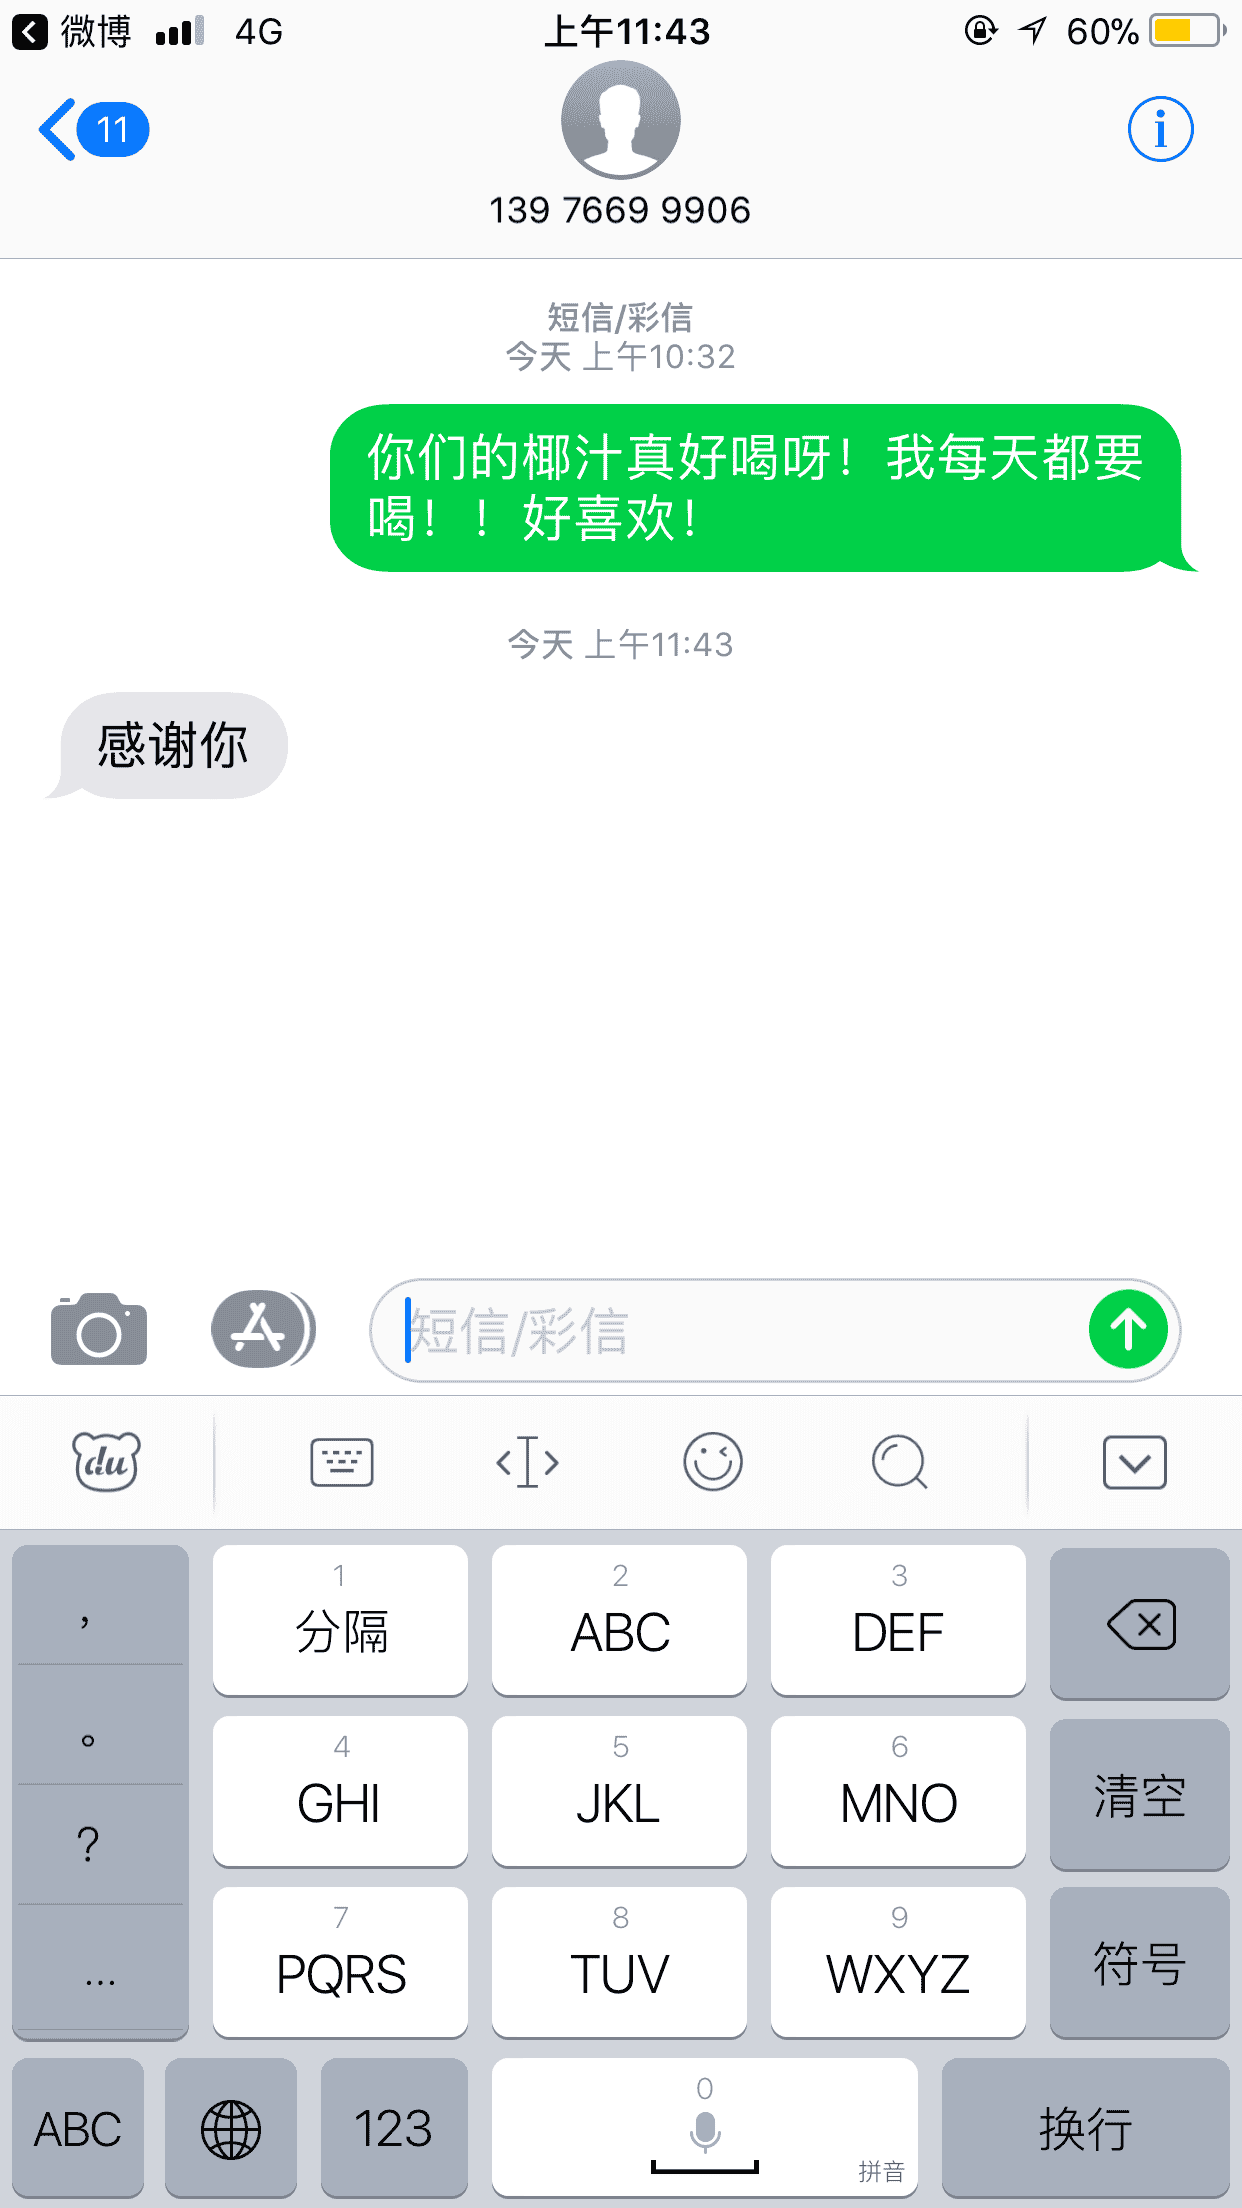 微博 4G 上午11:43 60%
11
139 7669 9906
短信/彩信
今天 上午10:32
你们的椰汁真好喝呀！我每天都要
喝！！好喜欢！
今天 上午11:43
感谢你
短信/彩信
du
，
1
分隔
2
ABC
3
DEF
。
4
GHI
5
JKL
6
MNO
清空
?
7
PQRS
8
TUV
9
WXYZ
符号
...
ABC
123
0
拼音
换行